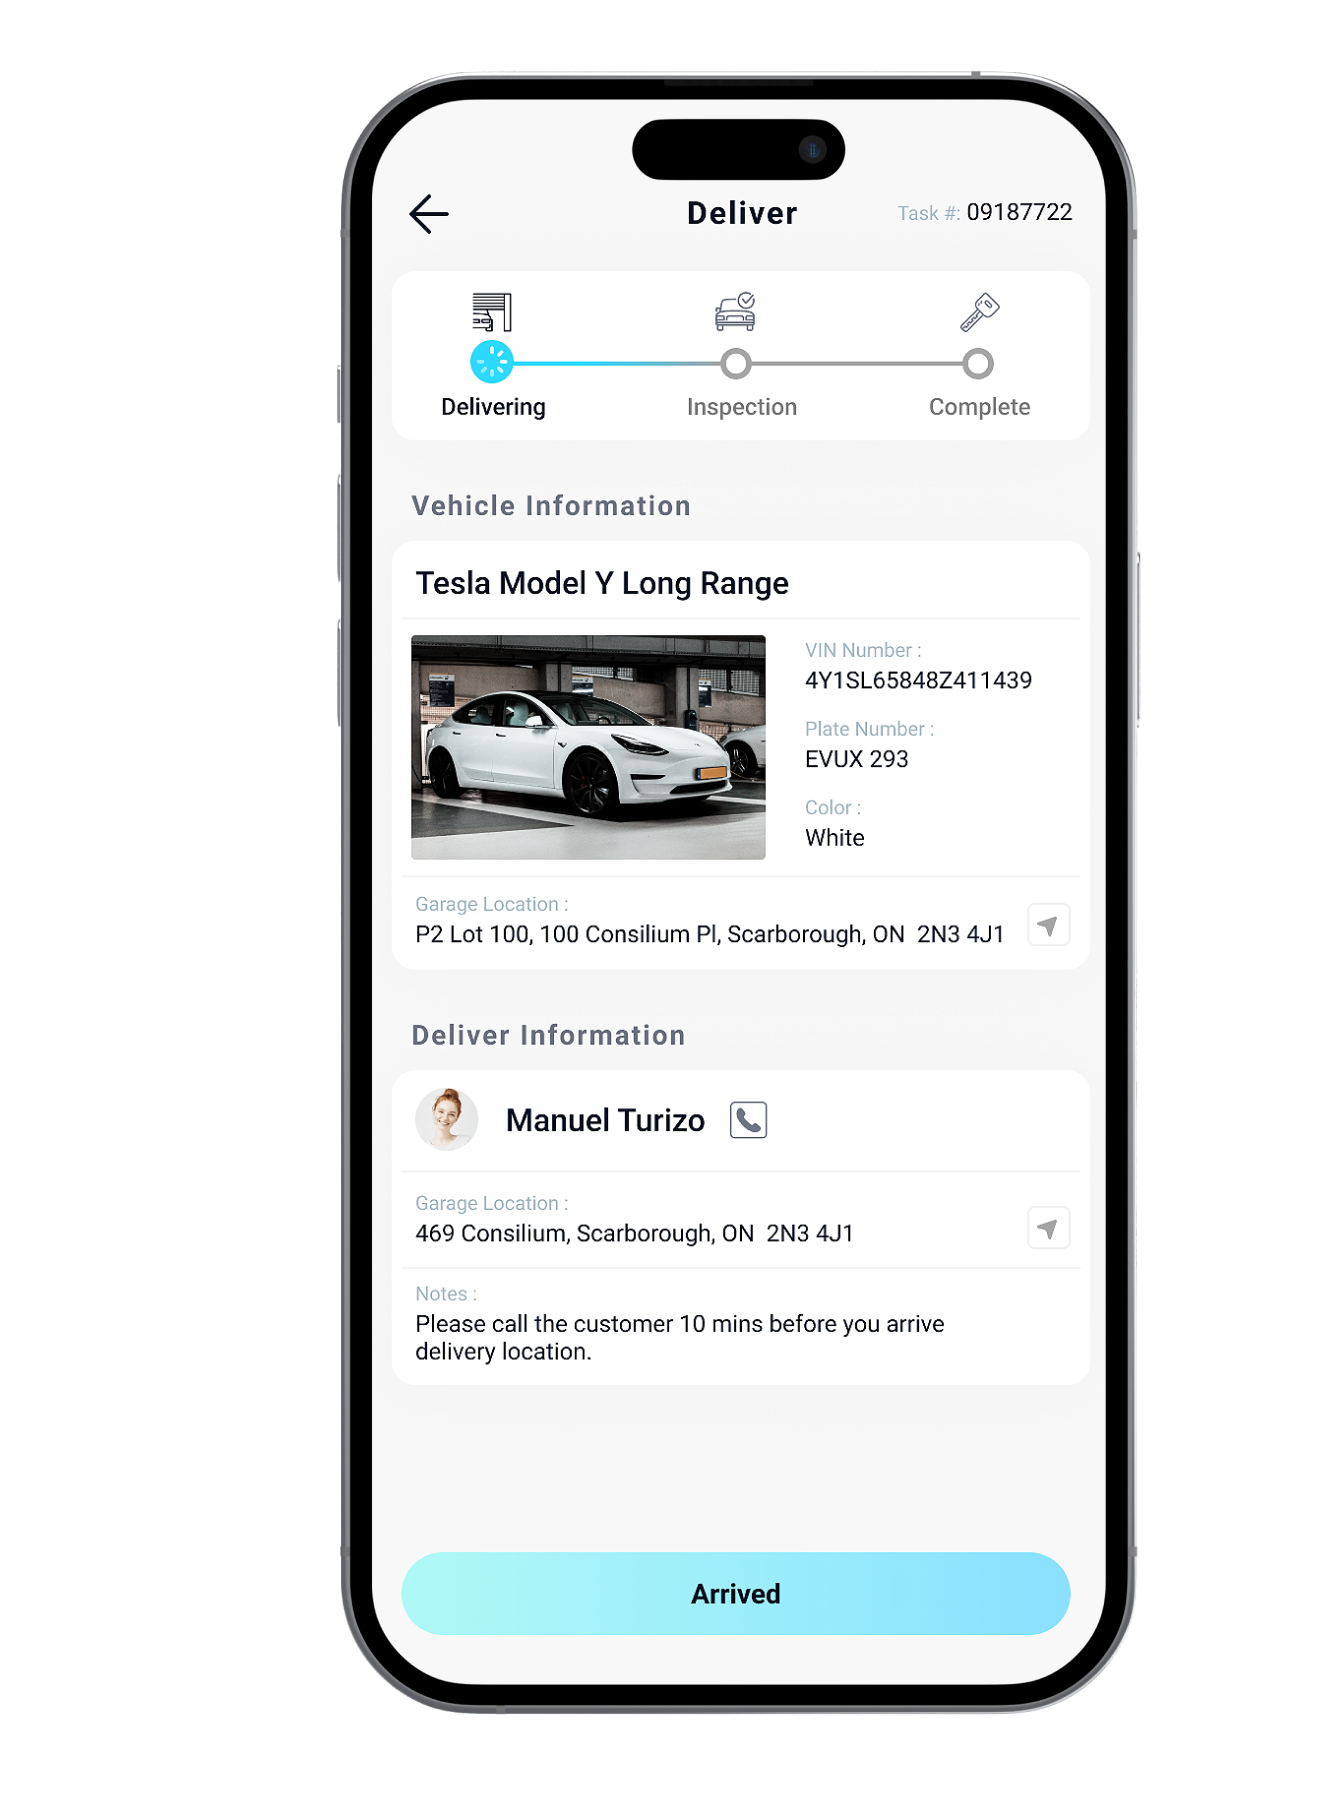 Deliver
Task #: 09187722
Delivering
Inspection
Complete
Vehicle Information
Tesla Model Y Long Range
VIN Number :
4Y1SL65848Z411439
Plate Number :
EVUX 293
Color :
White
Garage Location :
P2 Lot 100, 100 Consilium Pl, Scarborough, ON  2N3 4J1
Deliver Information
Manuel Turizo
Garage Location :
469 Consilium, Scarborough, ON  2N3 4J1
Notes :
Please call the customer 10 mins before you arrive
delivery location.
Arrived